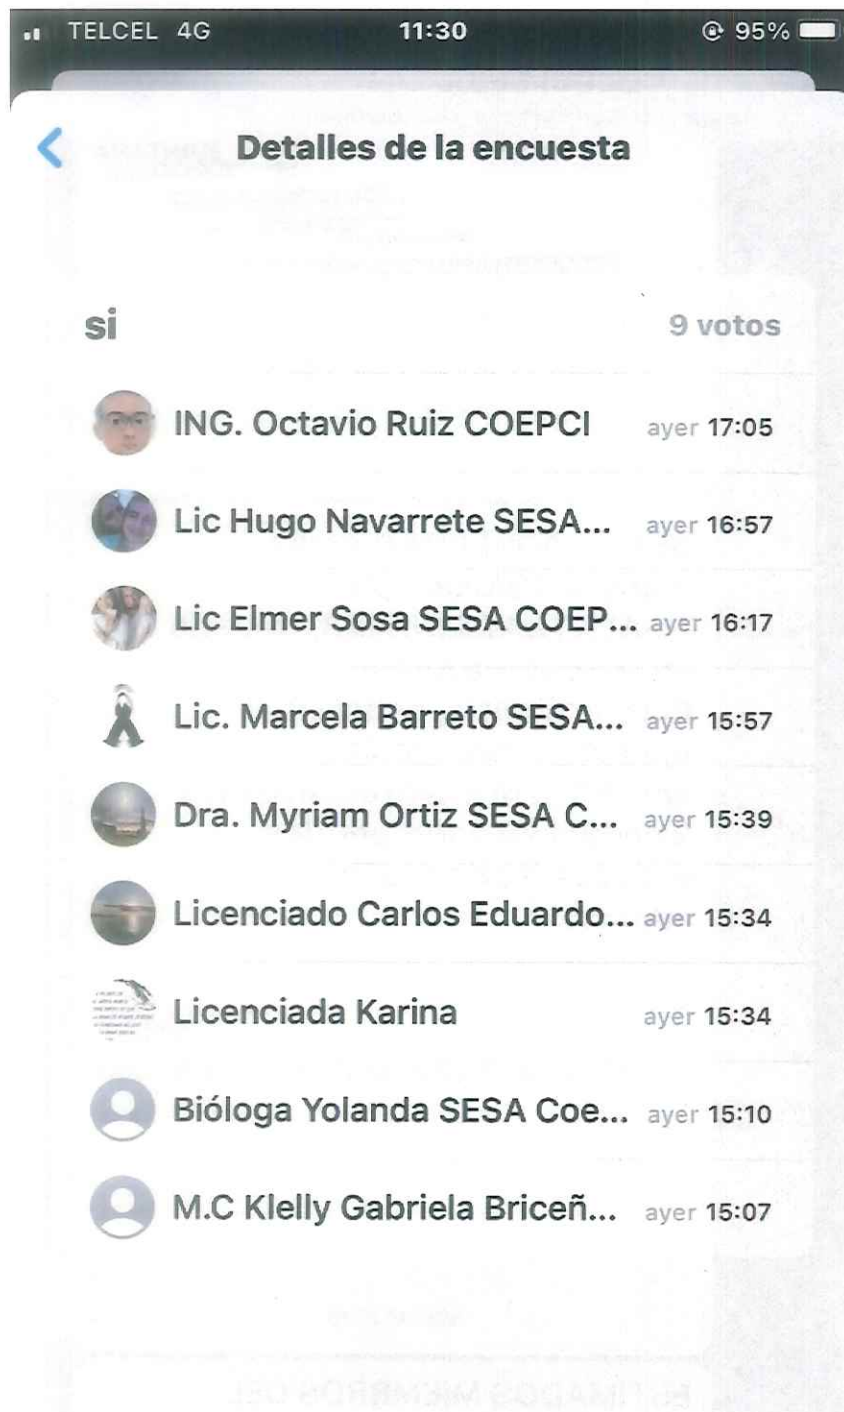 TELCEL 4G 11:30 95%
Detalles de la encuesta
si 9 votos
ING. Octavio Ruiz COEPCI ayer 17:05
Lic Hugo Navarrete SESA... ayer 16:57
Lic Elmer Sosa SESA COEP... ayer 16:17
Lic. Marcela Barreto SESA... ayer 15:57
Dra. Myriam Ortiz SESA C... ayer 15:39
Licenciado Carlos Eduardo... ayer 15:34
Licenciada Karina ayer 15:34
Bióloga Yolanda SESA Coe... ayer 15:10
M.C Klelly Gabriela Briceñ... ayer 15:07